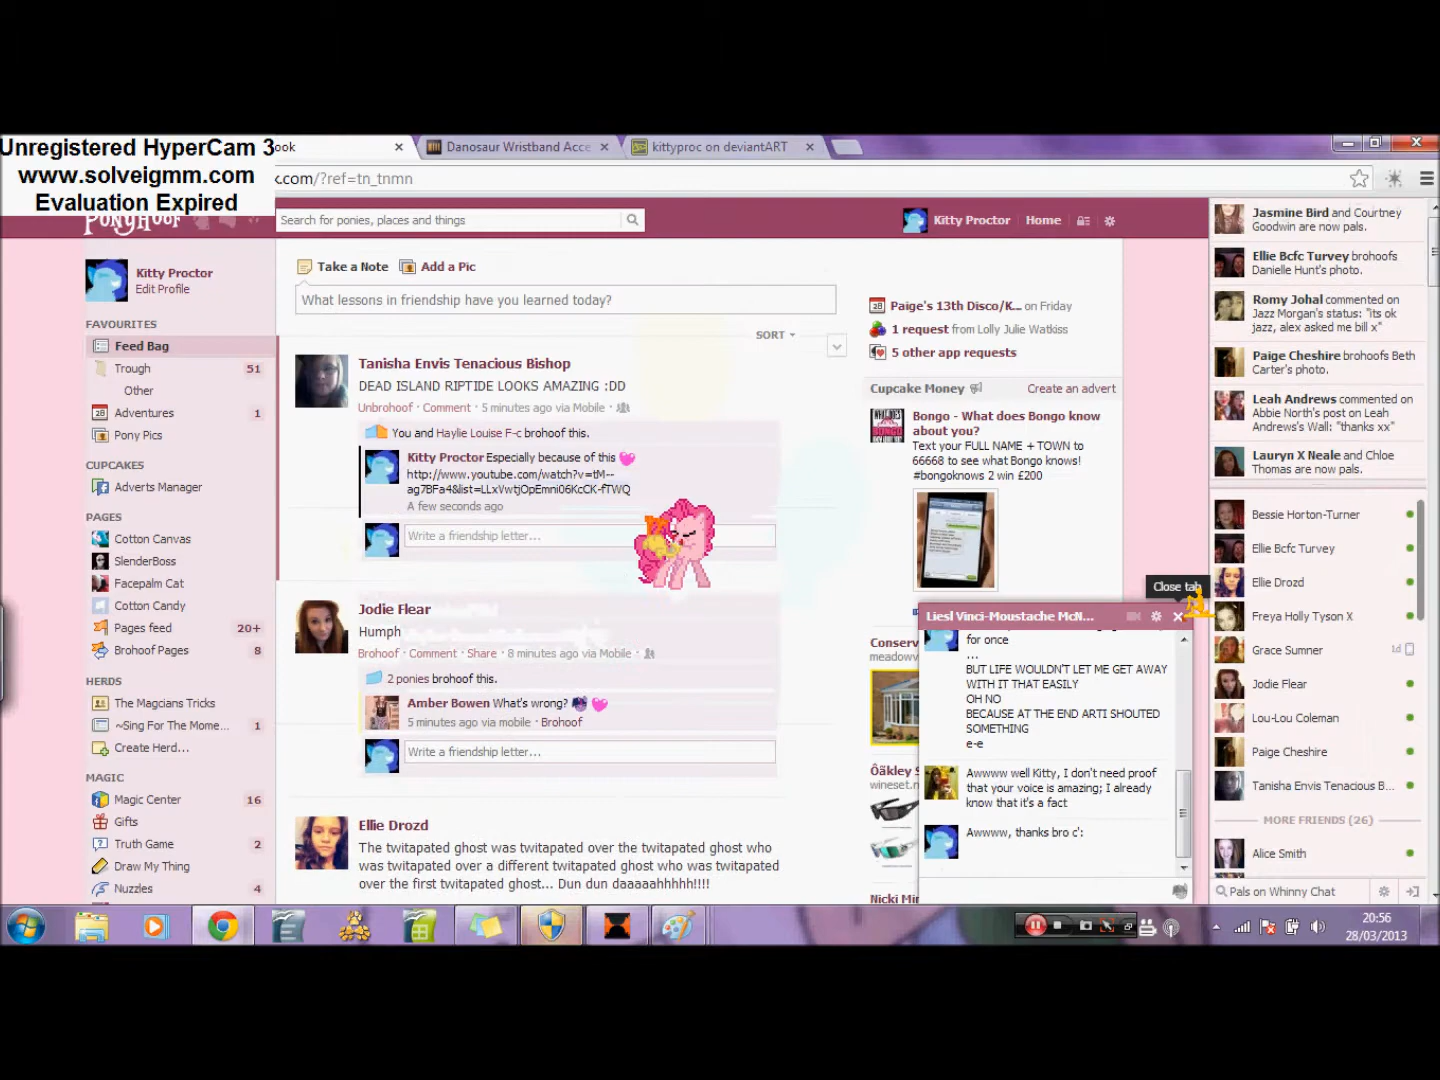 Unregistered HyperCam 3
www.solveigmm.com
Evaluation Expired
ook
Danosaur Wristband Acce
kittyproc on deviantART
k.com/?ref=tn_tnmn
PONYHOOF
Search for ponies, places and things
Kitty Proctor
Home
Kitty Proctor
Edit Profile
FAVOURITES
Feed Bag
Trough 51
Other
Adventures 1
Pony Pics
CUPCAKES
Adverts Manager
PAGES
Cotton Canvas
SlenderBoss
Facepalm Cat
Cotton Candy
Pages feed 20+
Brohoof Pages 8
HERDS
The Magicians Tricks
~Sing For The Mome... 1
Create Herd...
MAGIC
Magic Center 16
Gifts
Truth Game 2
Draw My Thing
Nuzzles 4
Take a Note
Add a Pic
What lessons in friendship have you learned today?
SORT
Tanisha Envis Tenacious Bishop
DEAD ISLAND RIPTIDE LOOKS AMAZING :DD
Unbrohoof · Comment · 5 minutes ago via Mobile ·
You and Haylie Louise F-c brohoof this.
Kitty Proctor Especially because of this
http://www.youtube.com/watch?v=tM--
ag7BFa4&list=LLxVwtjOpEmni06KcCK-fTWQ
A few seconds ago
Write a friendship letter...
Jodie Flear
Humph
Brohoof · Comment · Share · 8 minutes ago via Mobile ·
2 ponies brohoof this.
Amber Bowen What's wrong?
5 minutes ago via mobile · Brohoof
Write a friendship letter...
Ellie Drozd
The twitapated ghost was twitapated over the twitapated ghost who
was twitapated over a different twitapated ghost who was twitapated
over the first twitapated ghost... Dun dun daaaaahhhhh!!!!
28 Paige's 13th Disco/K... on Friday
1 request from Lolly Julie Watkiss
5 other app requests
Cupcake Money
Create an advert
Bongo - What does Bongo know
about you?
Text your FULL NAME + TOWN to
66668 to see what Bongo knows!
#bongoknows 2 win £200
Conserv
meadowv
Öäkley S
wineset.n
Nicki Mir
Close tab
Liesl Vinci-Moustache McN...
for once
...
BUT LIFE WOULDN'T LET ME GET AWAY
WITH IT THAT EASILY
OH NO
BECAUSE AT THE END ARTI SHOUTED
SOMETHING
e-e
Awwww well Kitty, I don't need proof
that your voice is amazing; I already
know that it's a fact
Awwww, thanks bro c':
Jasmine Bird and Courtney
Goodwin are now pals.
Ellie Bcfc Turvey brohoofs
Danielle Hunt's photo.
Romy Johal commented on
Jazz Morgan's status: "its ok
jazz, alex asked me bill x"
Paige Cheshire brohoofs Beth
Carter's photo.
Leah Andrews commented on
Abbie North's post on Leah
Andrews's Wall: "thanks xx"
Lauryn X Neale and Chloe
Thomas are now pals.
Bessie Horton-Turner
Ellie Bcfc Turvey
Ellie Drozd
Freya Holly Tyson X
Grace Sumner 1d
Jodie Flear
Lou-Lou Coleman
Paige Cheshire
Tanisha Envis Tenacious B...
MORE FRIENDS (26)
Alice Smith
Pals on Whinny Chat
20:56
28/03/2013